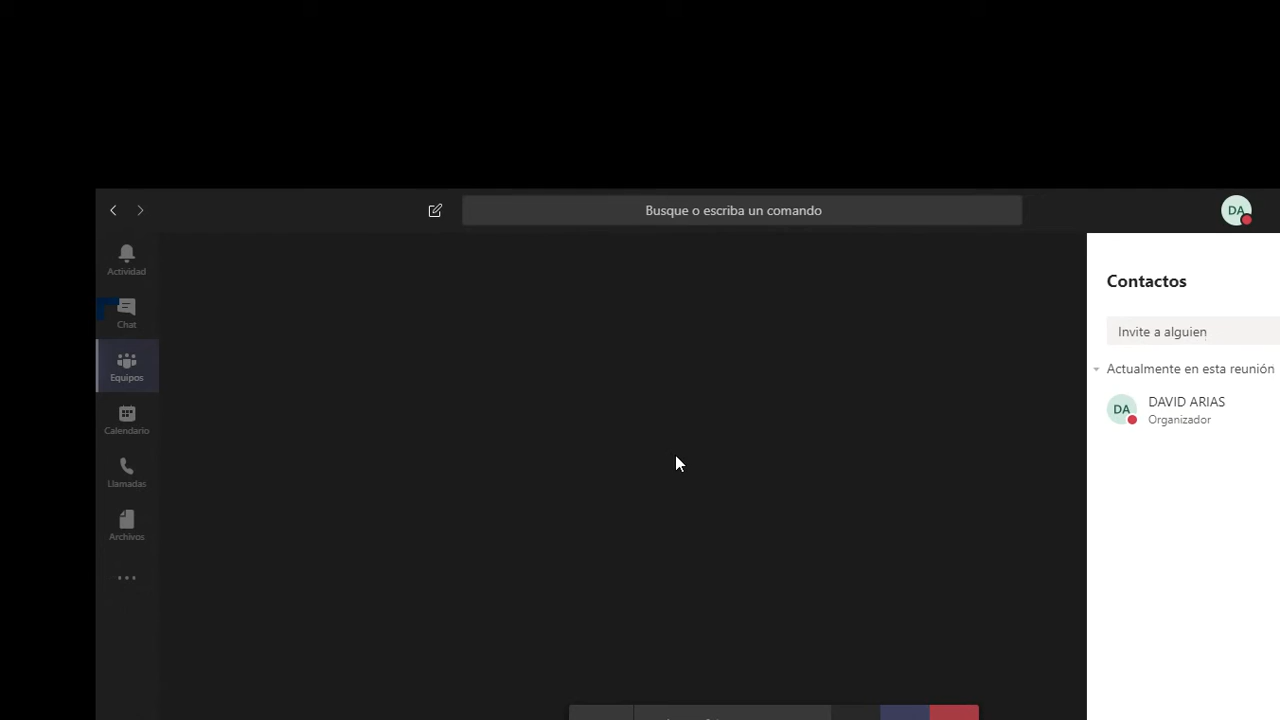 Busque o escriba un comando
DA
Actividad
Chat
Equipos
Calendario
Llamadas
Archivos
Contactos
Invite a alguien
Actualmente en esta reunión
DA
DAVID ARIAS
Organizador